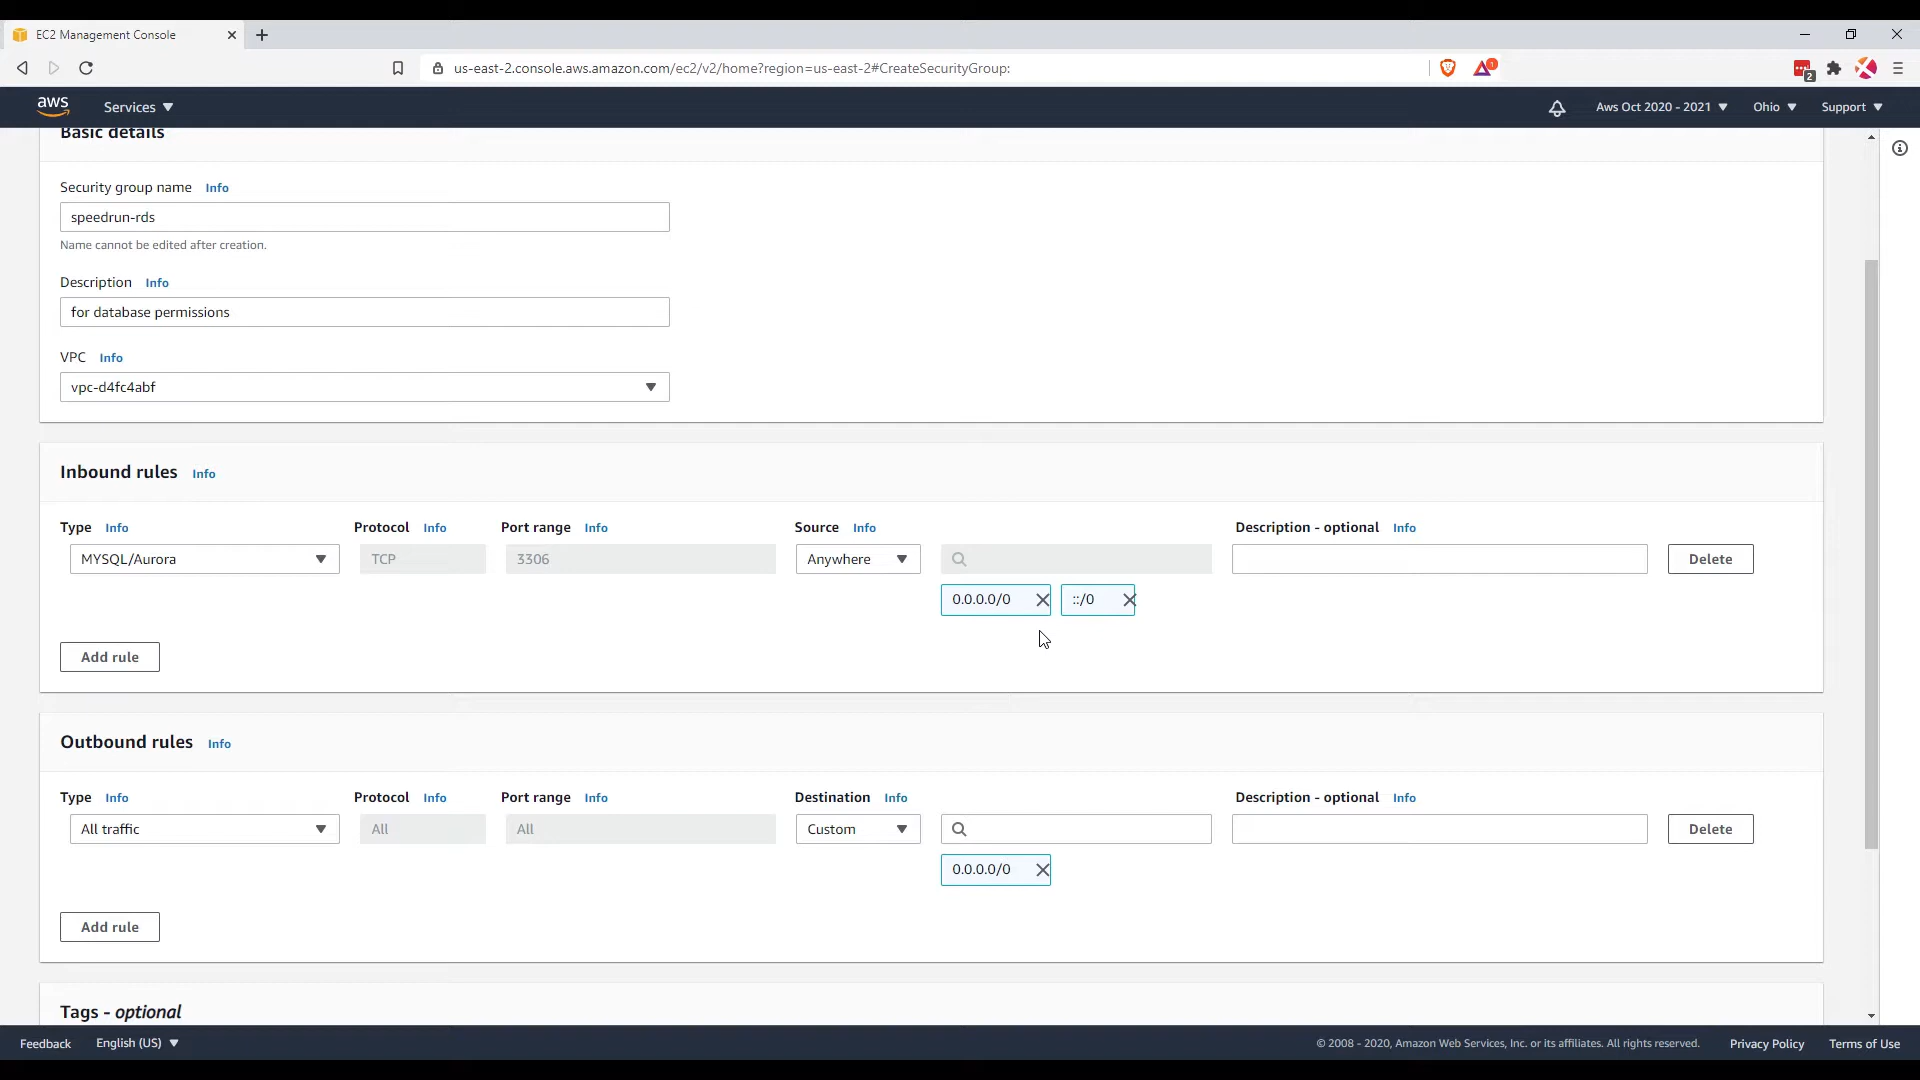 EC2 Management Console
us-east-2.console.aws.amazon.com/ec2/v2/home?region=us-east-2#CreateSecurityGroup:
1
2
aws Services Aws Oct 2020 - 2021 Ohio Support
Basic details
Security group name Info
speedrun-rds
Name cannot be edited after creation.
Description Info
for database permissions
VPC Info
vpc-d4fc4abf
Inbound rules Info
Type Info Protocol Info Port range Info Source Info Description - optional Info
MYSQL/Aurora TCP 3306 Anywhere Delete
0.0.0.0/0 ::/0
Add rule
Outbound rules Info
Type Info Protocol Info Port range Info Destination Info Description - optional Info
All traffic All All Custom Delete
0.0.0.0/0
Add rule
Tags - optional
Feedback English (US) © 2008 - 2020, Amazon Web Services, Inc. or its affiliates. All rights reserved. Privacy Policy Terms of Use